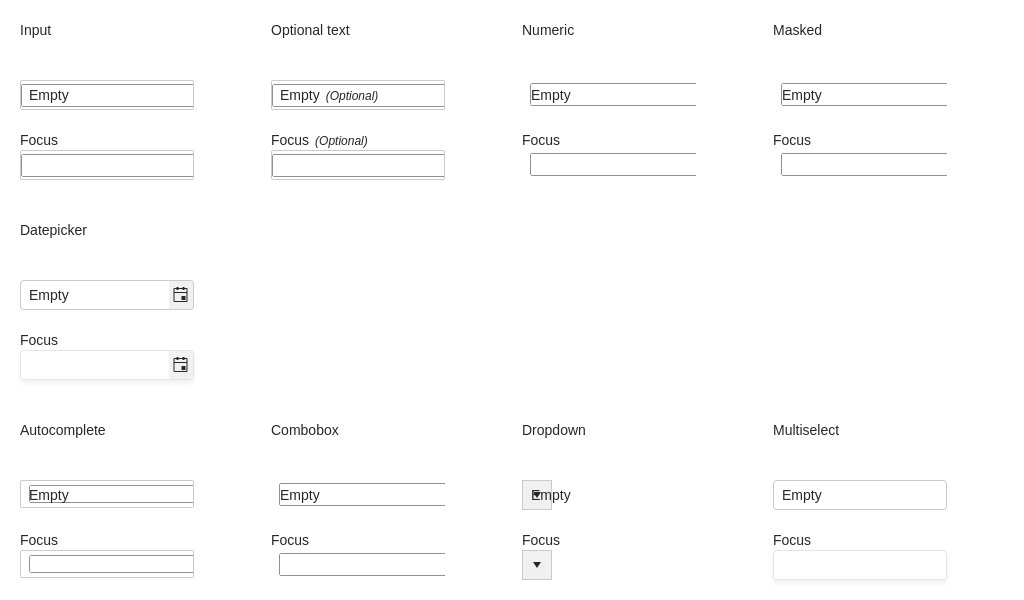 Input Optional text Numeric Masked
Empty Empty (Optional) Empty Empty
Focus Focus (Optional) Focus Focus
Datepicker
Empty
Focus
Autocomplete Combobox Dropdown Multiselect
Empty Empty Empty Empty
Focus Focus Focus Focus